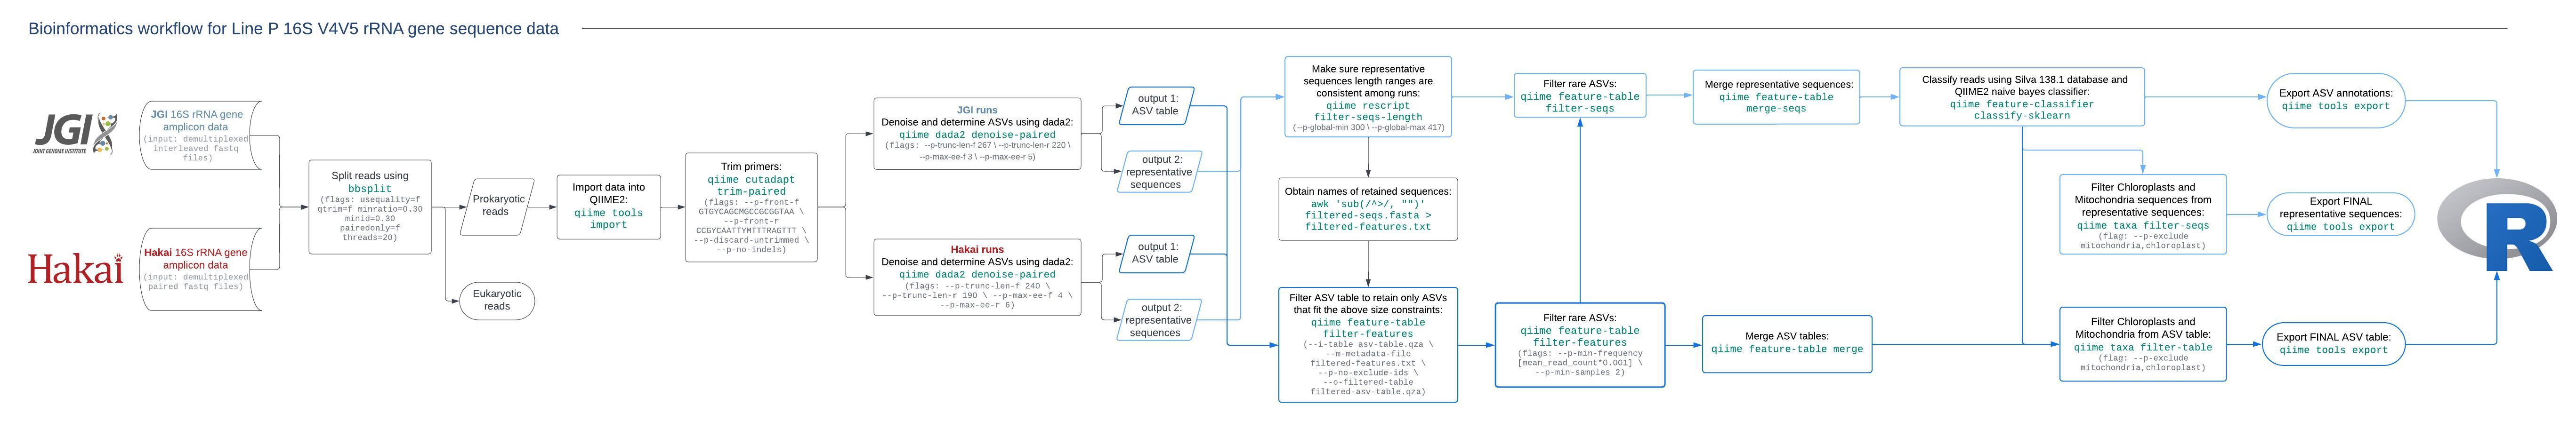 Bioinformatics workflow for Line P 16S V4V5 rRNA gene sequence data
JGI
JOINT GENOME INSTITUTE
JGI 16S rRNA gene
amplicon data
(input: demultiplexed
interleaved fastq
files)
Hakai
Hakai 16S rRNA gene
amplicon data
(input: demultiplexed
paired fastq files)
Split reads using
bbsplit
(flags: usequality=f
qtrim=f minratio=0.30
minid=0.30
pairedonly=f
threads=20)
Prokaryotic
reads
Eukaryotic
reads
Import data into
QIIME2:
qiime tools
import
Trim primers:
qiime cutadapt
trim-paired
(flags: --p-front-f
GTGYCAGCMGCCGCGGTAA \
--p-front-r
CCGYCAATTYMTTTRAGTTT \
--p-discard-untrimmed \
--p-no-indels)
JGI runs
Denoise and determine ASVs using dada2:
qiime dada2 denoise-paired
(flags: --p-trunc-len-f 267 \ --p-trunc-len-r 220 \
--p-max-ee-f 3 \ --p-max-ee-r 5)
Hakai runs
Denoise and determine ASVs using dada2:
qiime dada2 denoise-paired
(flags: --p-trunc-len-f 240 \
--p-trunc-len-r 190 \ --p-max-ee-f 4 \
--p-max-ee-r 6)
output 1:
ASV table
output 2:
representative
sequences
output 1:
ASV table
output 2:
representative
sequences
Make sure representative
sequences length ranges are
consistent among runs:
qiime rescript
filter-seqs-length
(--p-global-min 300 \ --p-global-max 417)
Obtain names of retained sequences:
awk 'sub(/^>/, "")'
filtered-seqs.fasta >
filtered-features.txt
Filter ASV table to retain only ASVs
that fit the above size constraints:
qiime feature-table
filter-features
(--i-table asv-table.qza \
--m-metadata-file
filtered-features.txt \
--p-no-exclude-ids \
--o-filtered-table
filtered-asv-table.qza)
Filter rare ASVs:
qiime feature-table
filter-seqs
Filter rare ASVs:
qiime feature-table
filter-features
(flags: --p-min-frequency
[mean_read_count*0.001] \
--p-min-samples 2)
Merge representative sequences:
qiime feature-table
merge-seqs
Merge ASV tables:
qiime feature-table merge
Classify reads using Silva 138.1 database and
QIIME2 naive bayes classifier:
qiime feature-classifier
classify-sklearn
Filter Chloroplasts and
Mitochondria sequences from
representative sequences:
qiime taxa filter-seqs
(flag: --p-exclude
mitochondria,chloroplast)
Filter Chloroplasts and
Mitochondria from ASV table:
qiime taxa filter-table
(flag: --p-exclude
mitochondria,chloroplast)
Export ASV annotations:
qiime tools export
Export FINAL
representative sequences:
qiime tools export
Export FINAL ASV table:
qiime tools export
R